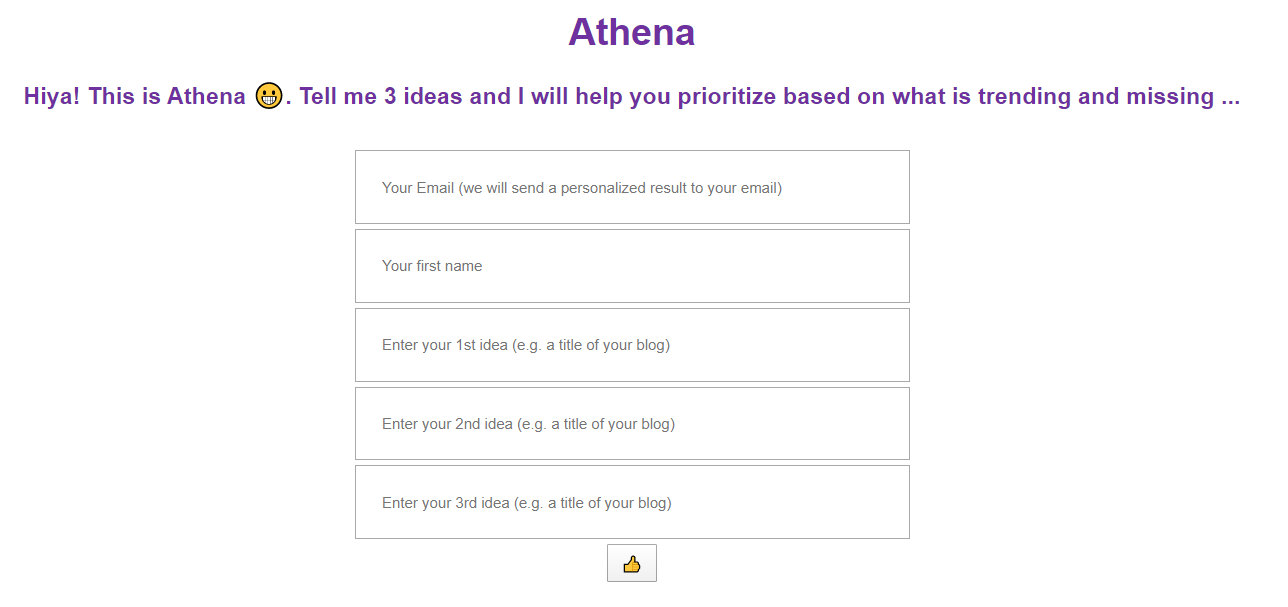 Athena
Hiya! This is Athena 😀. Tell me 3 ideas and I will help you prioritize based on what is trending and missing ...
Your Email (we will send a personalized result to your email)
Your first name
Enter your 1st idea (e.g. a title of your blog)
Enter your 2nd idea (e.g. a title of your blog)
Enter your 3rd idea (e.g. a title of your blog)
👍